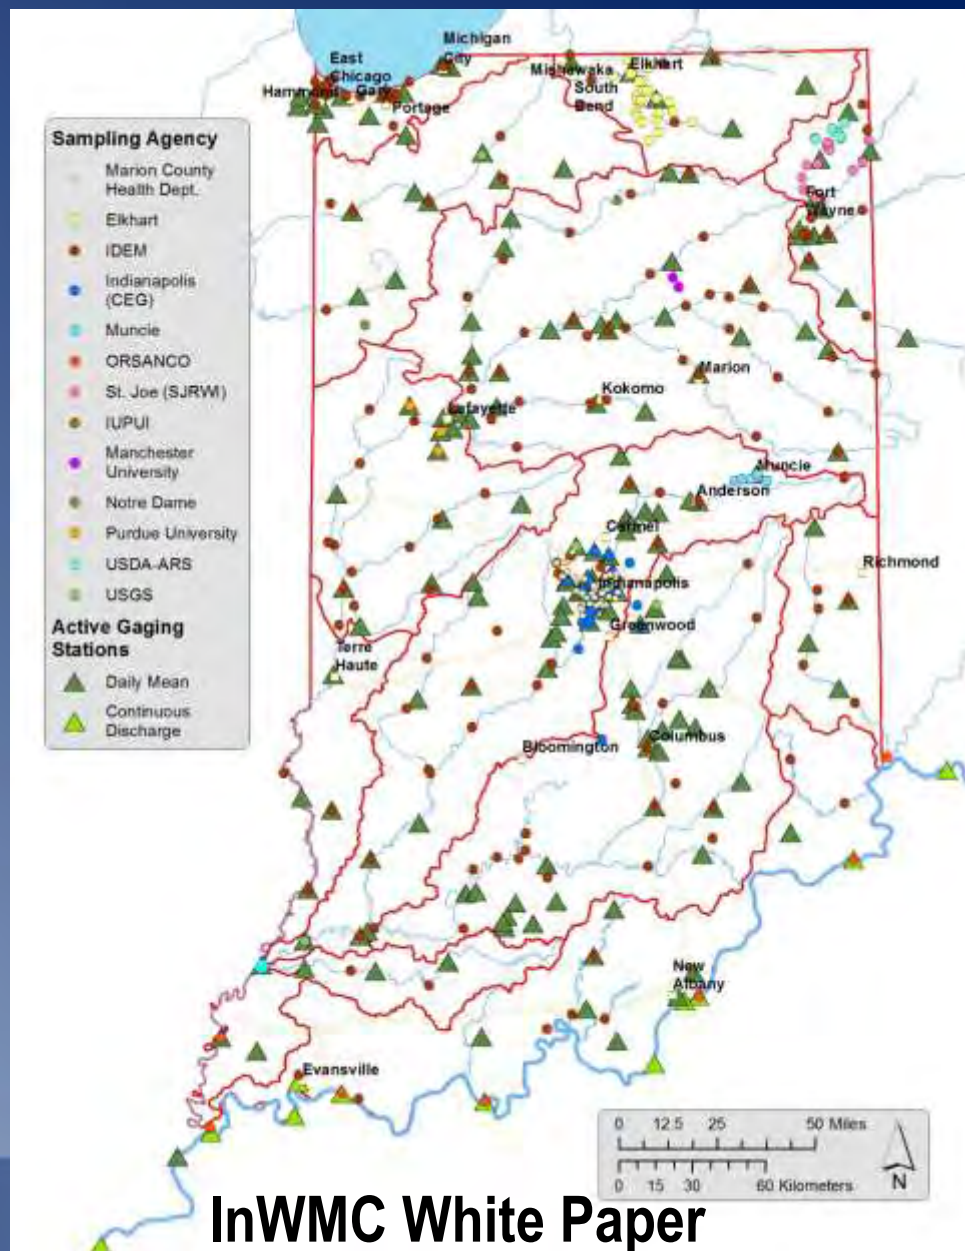 Michigan
City
East
Chicago
Hammond
Gary
Portage
Mishawaka
Elkhart
South
Bend
Sampling Agency
Marion County
Health Dept.
Elkhart
IDEM
Indianapolis
(CEG)
Muncie
ORSANCO
St. Joe (SJRWI)
IUPUI
Manchester
University
Notre Dame
Purdue University
USDA-ARS
USGS
Active Gaging
Stations
Daily Mean
Continuous
Discharge
Fort
Wayne
Marion
Kokomo
Lafayette
Muncie
Anderson
Carmel
Richmond
Indianapolis
Greenwood
Terre
Haute
Bloomington
Columbus
New
Albany
Evansville
0 12.5 25 50 Miles
0 15 30 60 Kilometers
N
InWMC White Paper